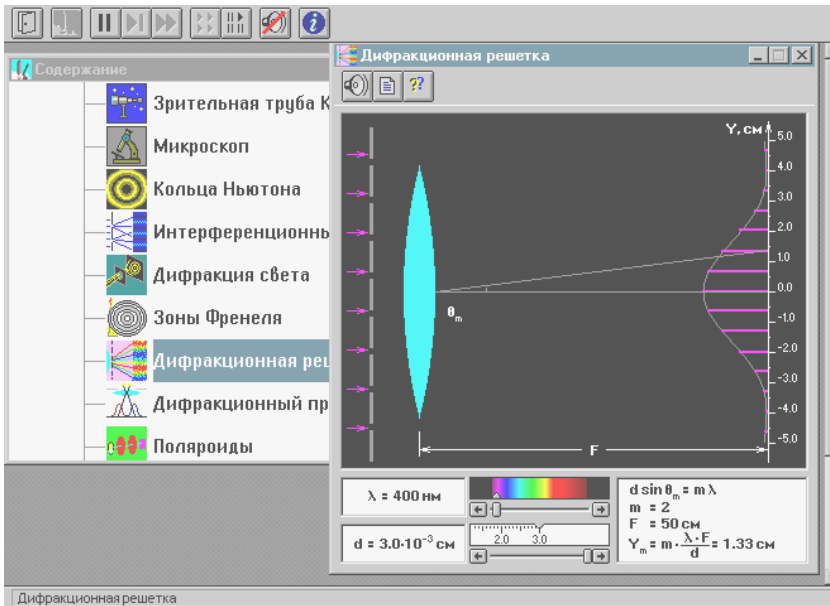 Содержание
Зрительная труба К
Микроскоп
Кольца Ньютона
Интерференционнь
Дифракция света
Зоны Френеля
Дифракционная реш
Дифракционный пр
Поляроиды
Дифракционная решетка
Y, см
5.0
4.0
3.0
2.0
1.0
0.0
-1.0
-2.0
-3.0
-4.0
-5.0
θm
F
λ = 400 нм
d = 3.0·10⁻³ см
2.0 3.0
d sin θm = m λ
m = 2
F = 50 см
Ym = m · λ·F/d = 1.33 см
Дифракционная решетка